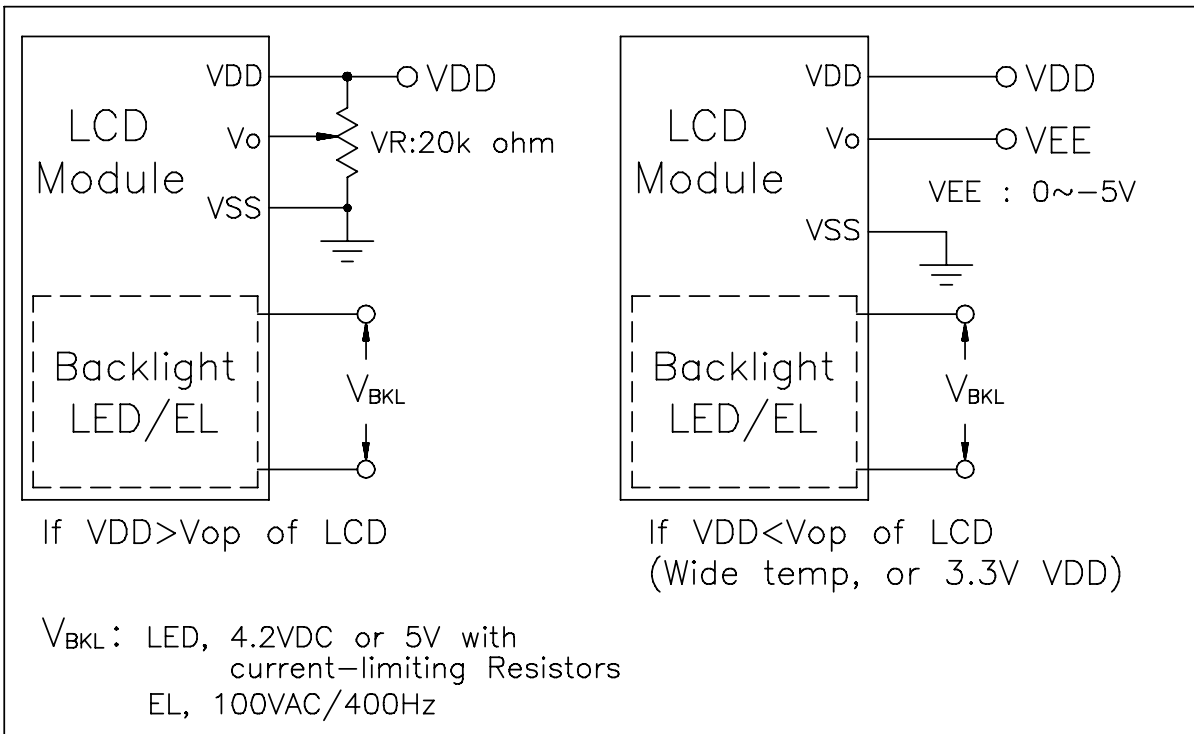 VDD
VDD
LCD
Module
Vo
VR:20k ohm
VSS
Backlight
LED/EL
VBKL
If VDD>Vop of LCD
VDD
VDD
LCD
Module
Vo
VEE
VEE : 0~-5V
VSS
Backlight
LED/EL
VBKL
If VDD<Vop of LCD
(Wide temp, or 3.3V VDD)
VBKL: LED, 4.2VDC or 5V with
current-limiting Resistors
EL, 100VAC/400Hz